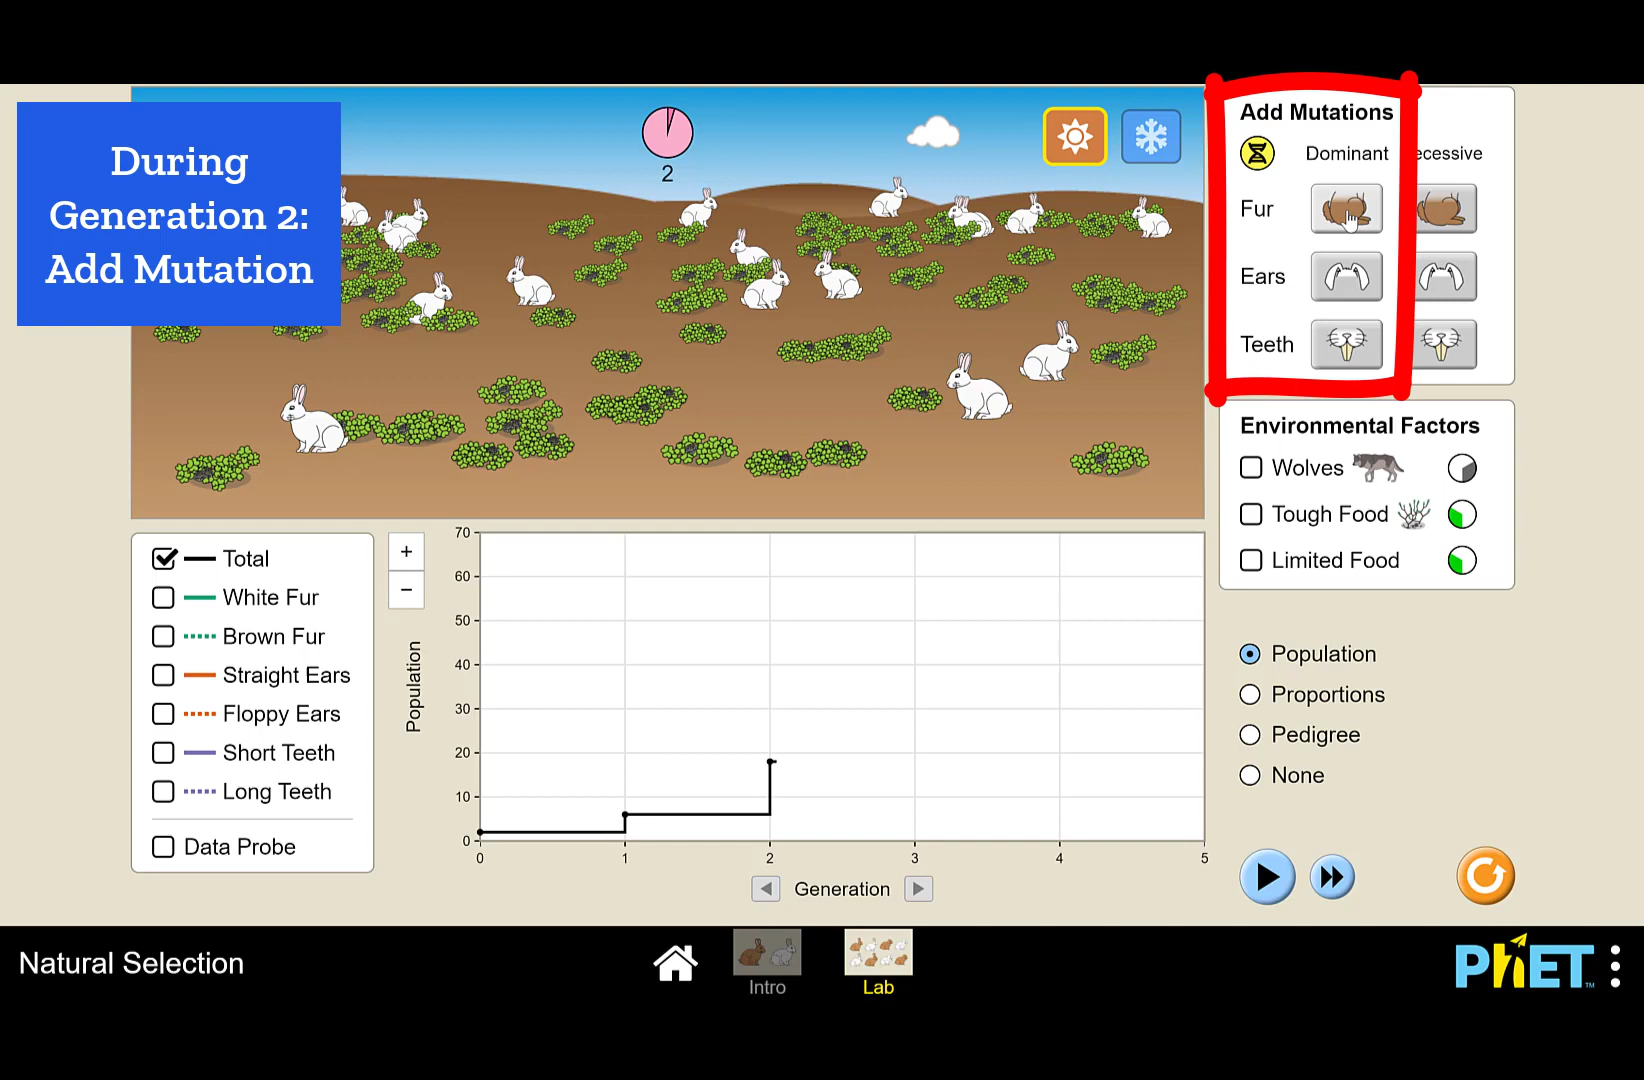 During
Generation 2:
Add Mutation
2
Add Mutations
Dominant
ecessive
Fur
Ears
Teeth
Environmental Factors
Wolves
Tough Food
Limited Food
Total
White Fur
Brown Fur
Straight Ears
Floppy Ears
Short Teeth
Long Teeth
Data Probe
+
−
Population
70
60
50
40
30
20
10
0
0 1 2 3 4 5
Generation
Population
Proportions
Pedigree
None
Natural Selection
Intro
Lab
PhET™